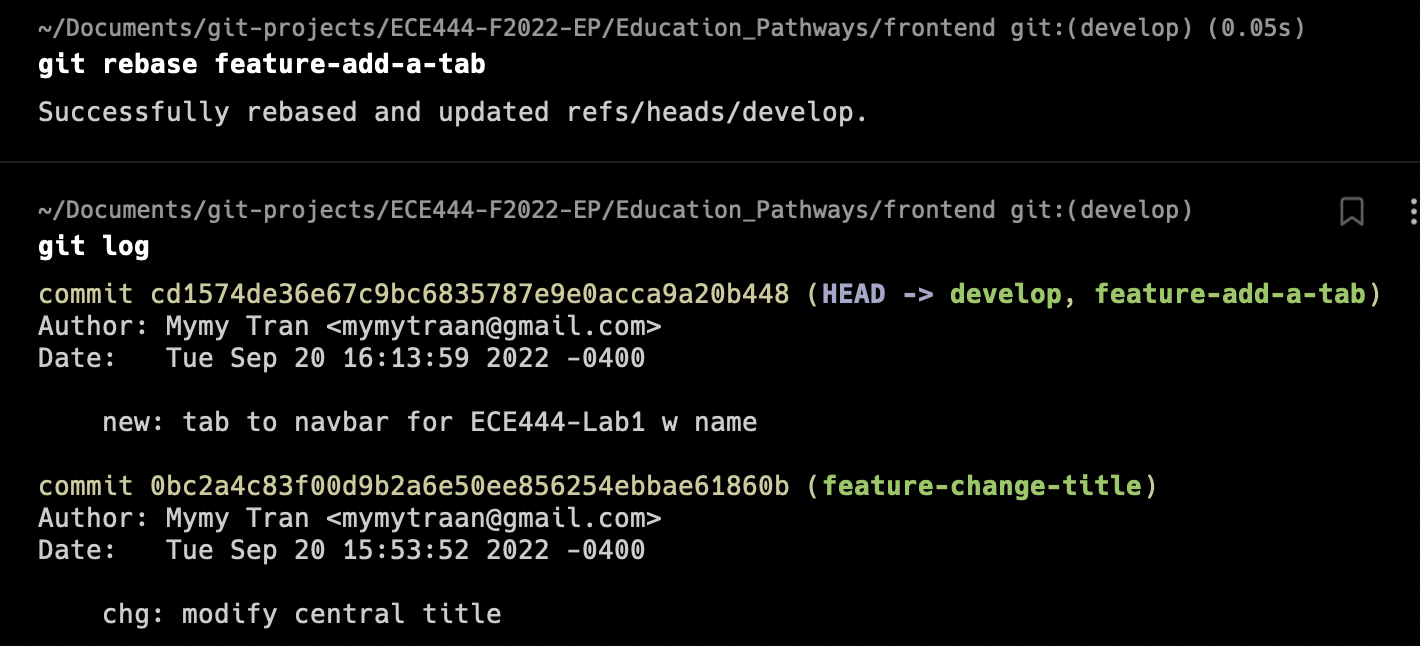 ~/Documents/git-projects/ECE444-F2022-EP/Education_Pathways/frontend git:(develop) (0.05s)
git rebase feature-add-a-tab
Successfully rebased and updated refs/heads/develop.
~/Documents/git-projects/ECE444-F2022-EP/Education_Pathways/frontend git:(develop)
git log
commit cd1574de36e67c9bc6835787e9e0acca9a20b448 (HEAD -> develop, feature-add-a-tab)
Author: Mymy Tran <mymytraan@gmail.com>
Date:   Tue Sep 20 16:13:59 2022 -0400
    new: tab to navbar for ECE444-Lab1 w name
commit 0bc2a4c83f00d9b2a6e50ee856254ebbae61860b (feature-change-title)
Author: Mymy Tran <mymytraan@gmail.com>
Date:   Tue Sep 20 15:53:52 2022 -0400
    chg: modify central title